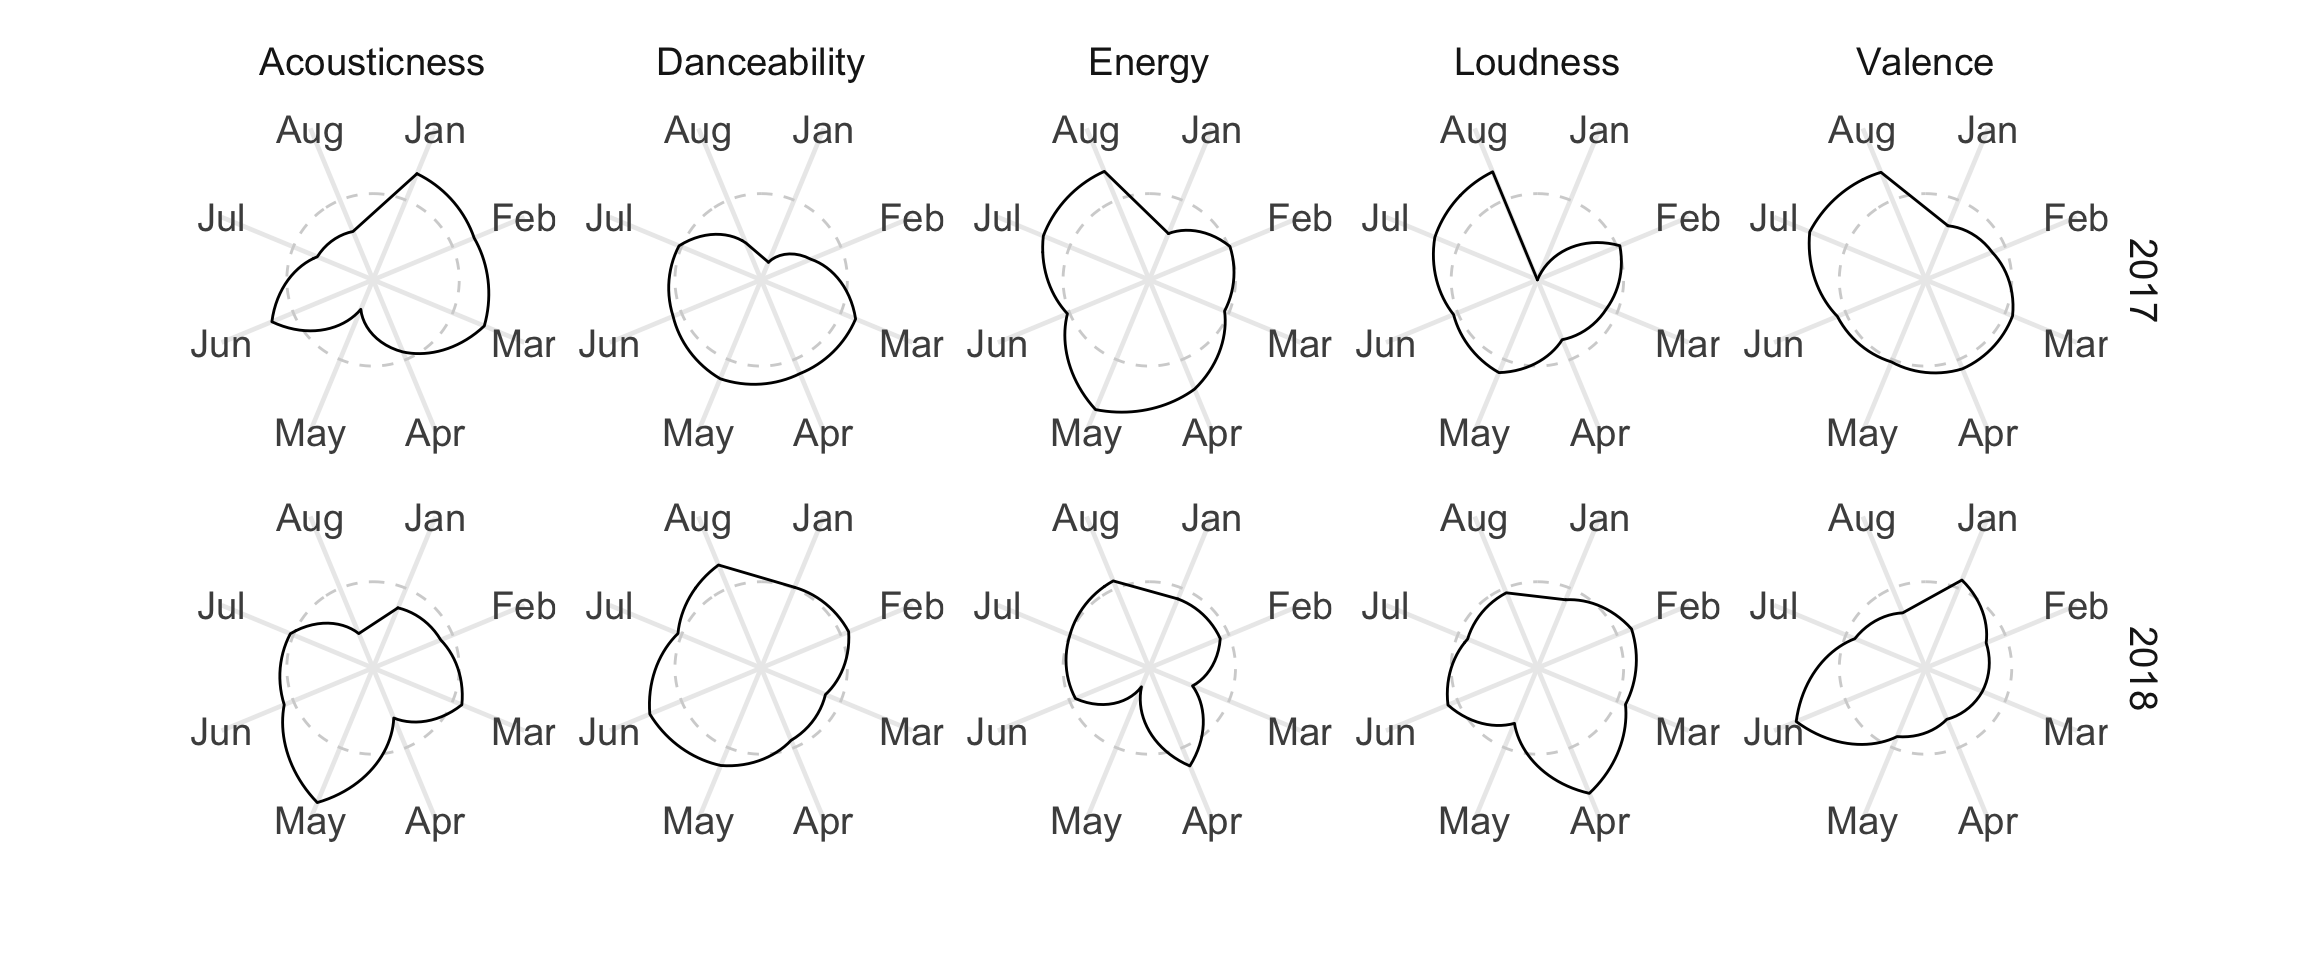 Acousticness Danceability Energy Loudness Valence
Aug Jan Aug Jan Aug Jan Aug Jan Aug Jan
Jul Feb Jul Feb Jul Feb Jul Feb Jul Feb
2017
Jun Mar Jun Mar Jun Mar Jun Mar Jun Mar
May Apr May Apr May Apr May Apr May Apr
Aug Jan Aug Jan Aug Jan Aug Jan Aug Jan
Jul Feb Jul Feb Jul Feb Jul Feb Jul Feb
2018
Jun Mar Jun Mar Jun Mar Jun Mar Jun Mar
May Apr May Apr May Apr May Apr May Apr